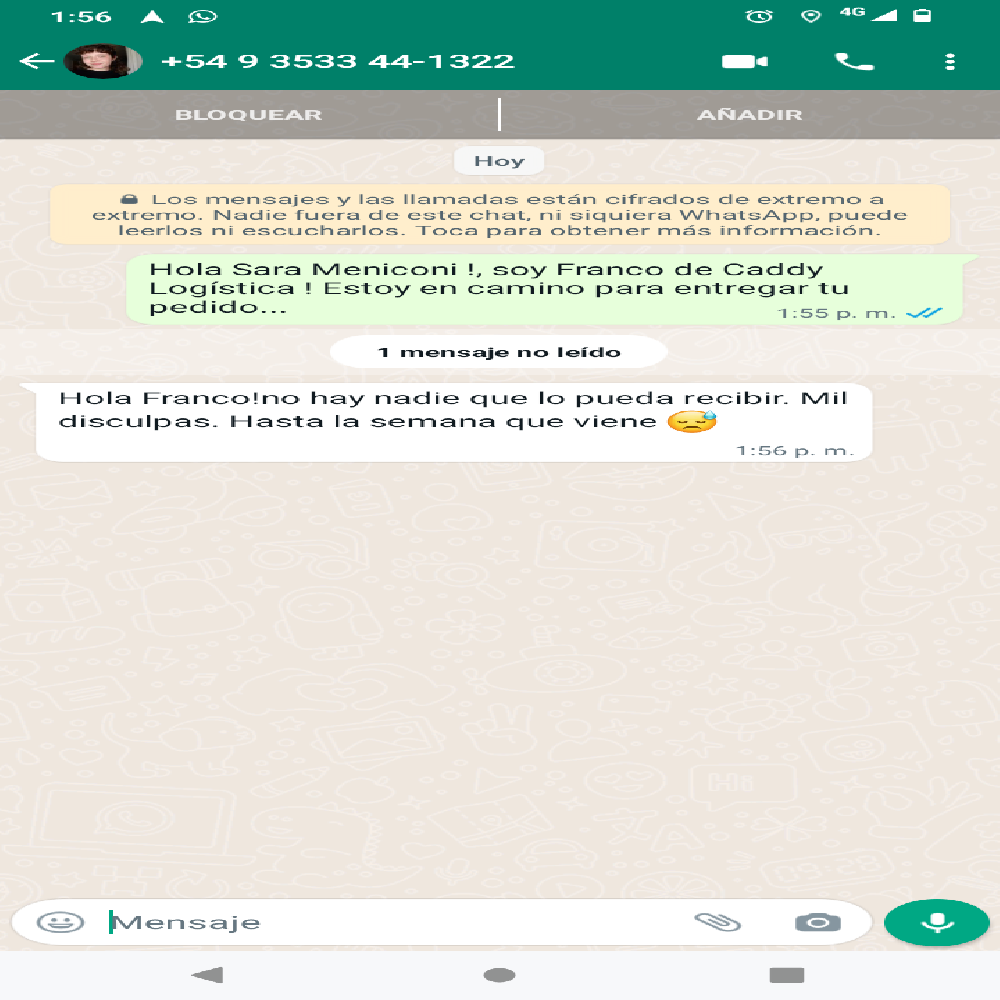 1:56
4G
+54 9 3533 44-1322
BLOQUEAR
AÑADIR
Hoy
Los mensajes y las llamadas están cifrados de extremo a
extremo. Nadie fuera de este chat, ni siquiera WhatsApp, puede
leerlos ni escucharlos. Toca para obtener más información.
Hola Sara Meniconi !, soy Franco de Caddy
Logística ! Estoy en camino para entregar tu
pedido...
1:55 p. m.
1 mensaje no leído
Hola Franco!no hay nadie que lo pueda recibir. Mil
disculpas. Hasta la semana que viene 😓
1:56 p. m.
Mensaje